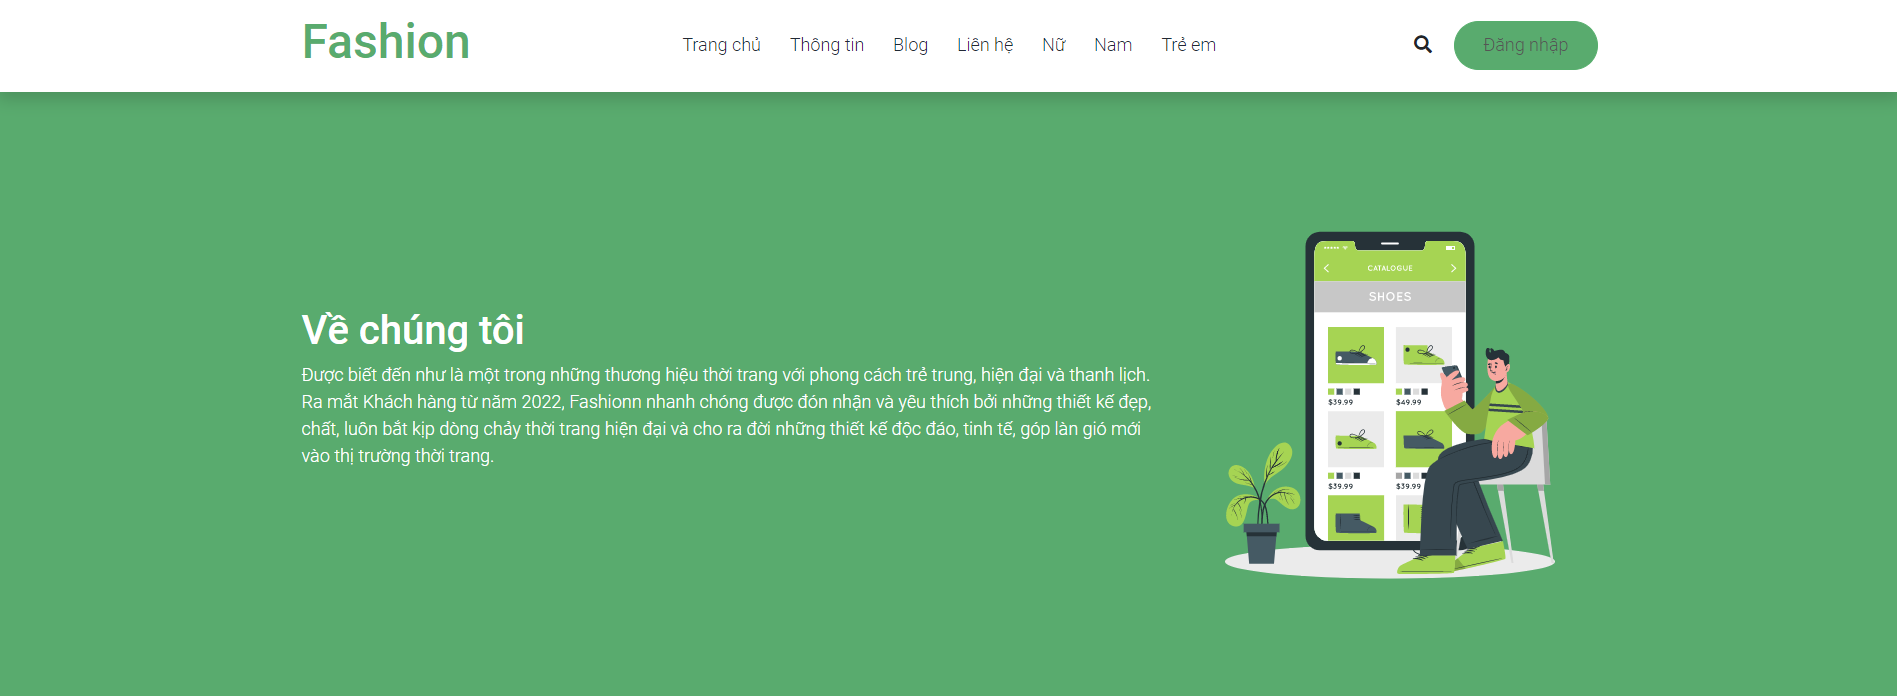 Fashion
Trang chủ Thông tin Blog Liên hệ Nữ Nam Trẻ em
Đăng nhập
Về chúng tôi
Được biết đến như là một trong những thương hiệu thời trang với phong cách trẻ trung, hiện đại và thanh lịch.
Ra mắt Khách hàng từ năm 2022, Fashionn nhanh chóng được đón nhận và yêu thích bởi những thiết kế đẹp,
chất, luôn bắt kịp dòng chảy thời trang hiện đại và cho ra đời những thiết kế độc đáo, tinh tế, góp làn gió mới
vào thị trường thời trang.
CATALOGUE
SHOES
$39.99 $49.99
$39.99 $39.99